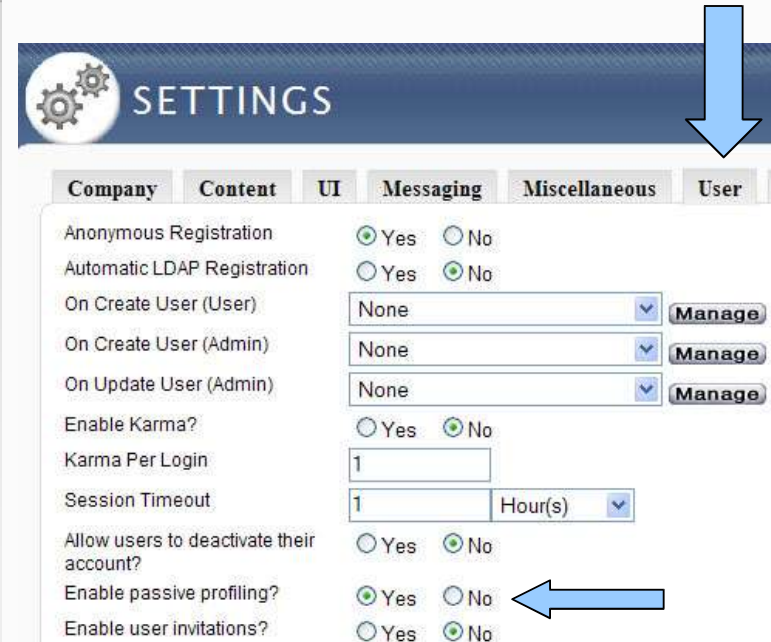 SETTINGS
Company Content UI Messaging Miscellaneous User
Anonymous Registration Yes No
Automatic LDAP Registration Yes No
On Create User (User) None Manage
On Create User (Admin) None Manage
On Update User (Admin) None Manage
Enable Karma? Yes No
Karma Per Login 1
Session Timeout 1 Hour(s)
Allow users to deactivate their Yes No
account?
Enable passive profiling? Yes No
Enable user invitations? Yes No